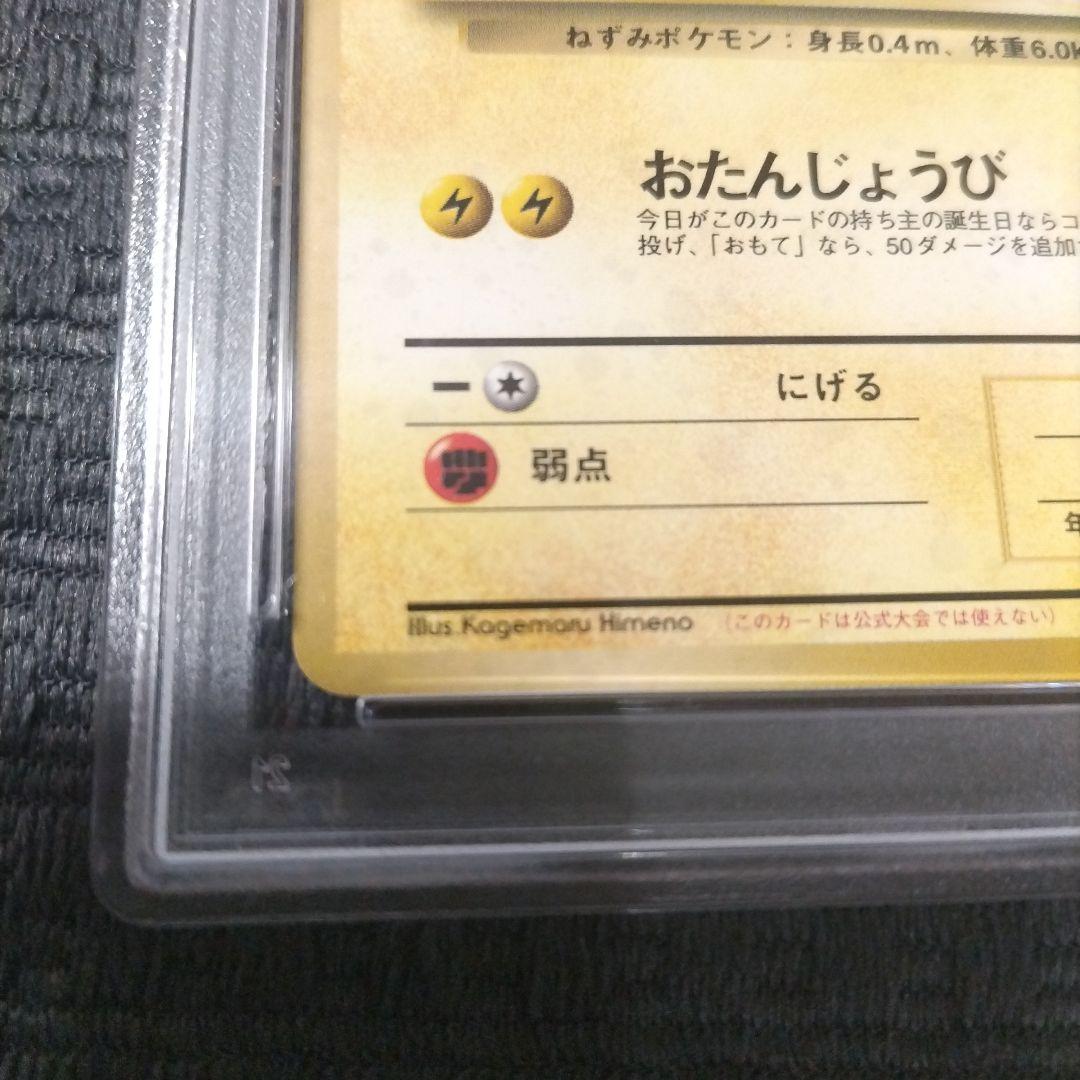 ねずみポケモン：身長0.4m、体重6.0K
おたんじょうび
今日がこのカードの持ち主の誕生日ならコ
投げ、「おもて」なら、50ダメージを追加
にげる
弱点
年
Illus. Kagemaru Himeno （このカードは公式大会では使えない）